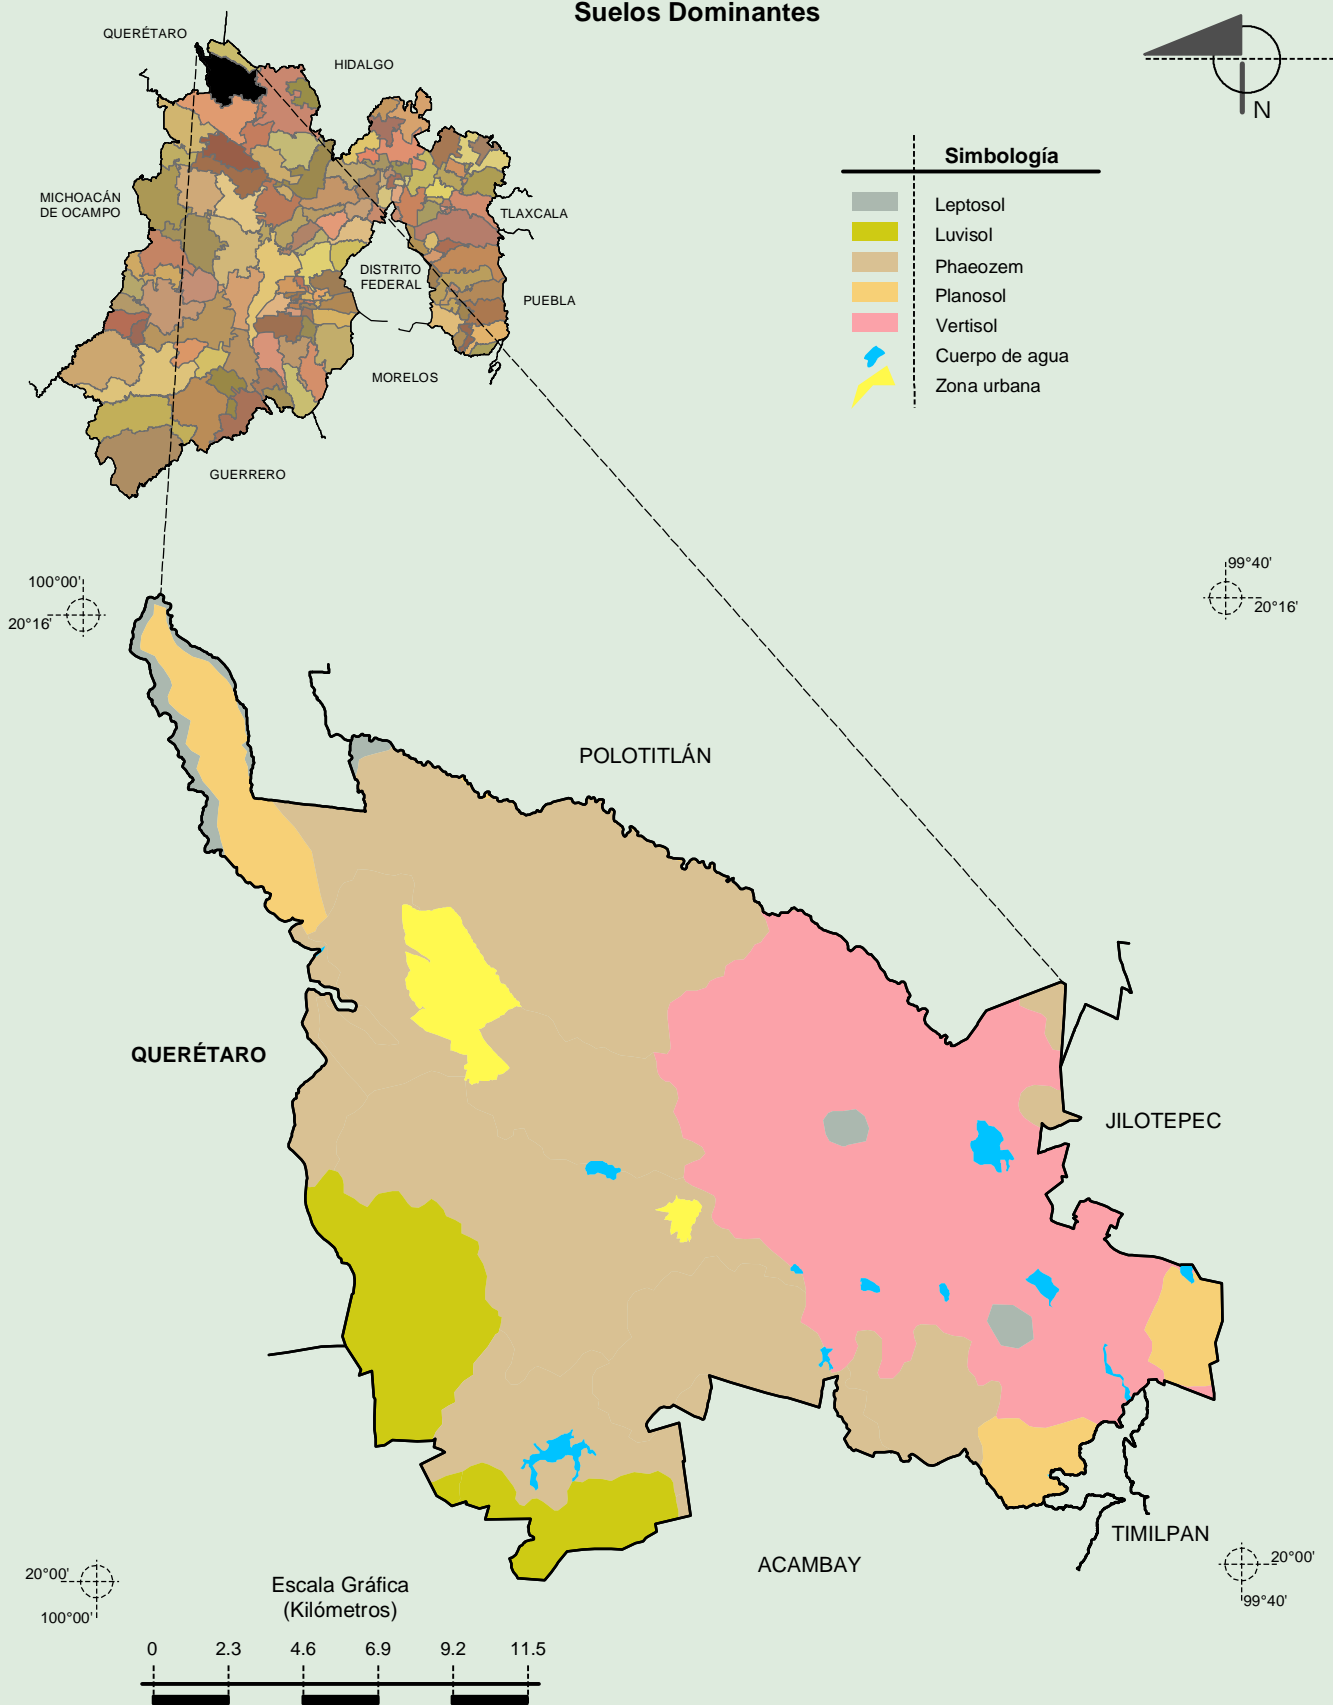 Suelos Dominantes
QUERÉTARO
HIDALGO
MICHOACÁN
DE OCAMPO
TLAXCALA
DISTRITO
FEDERAL
PUEBLA
MORELOS
GUERRERO
N
Simbología
Leptosol
Luvisol
Phaeozem
Planosol
Vertisol
Cuerpo de agua
Zona urbana
100°00'
20°16'
99°40'
20°16'
POLOTITLÁN
QUERÉTARO
JILOTEPEC
TIMILPAN
ACAMBAY
20°00'
100°00'
20°00'
99°40'
Escala Gráfica
(Kilómetros)
0 2.3 4.6 6.9 9.2 11.5